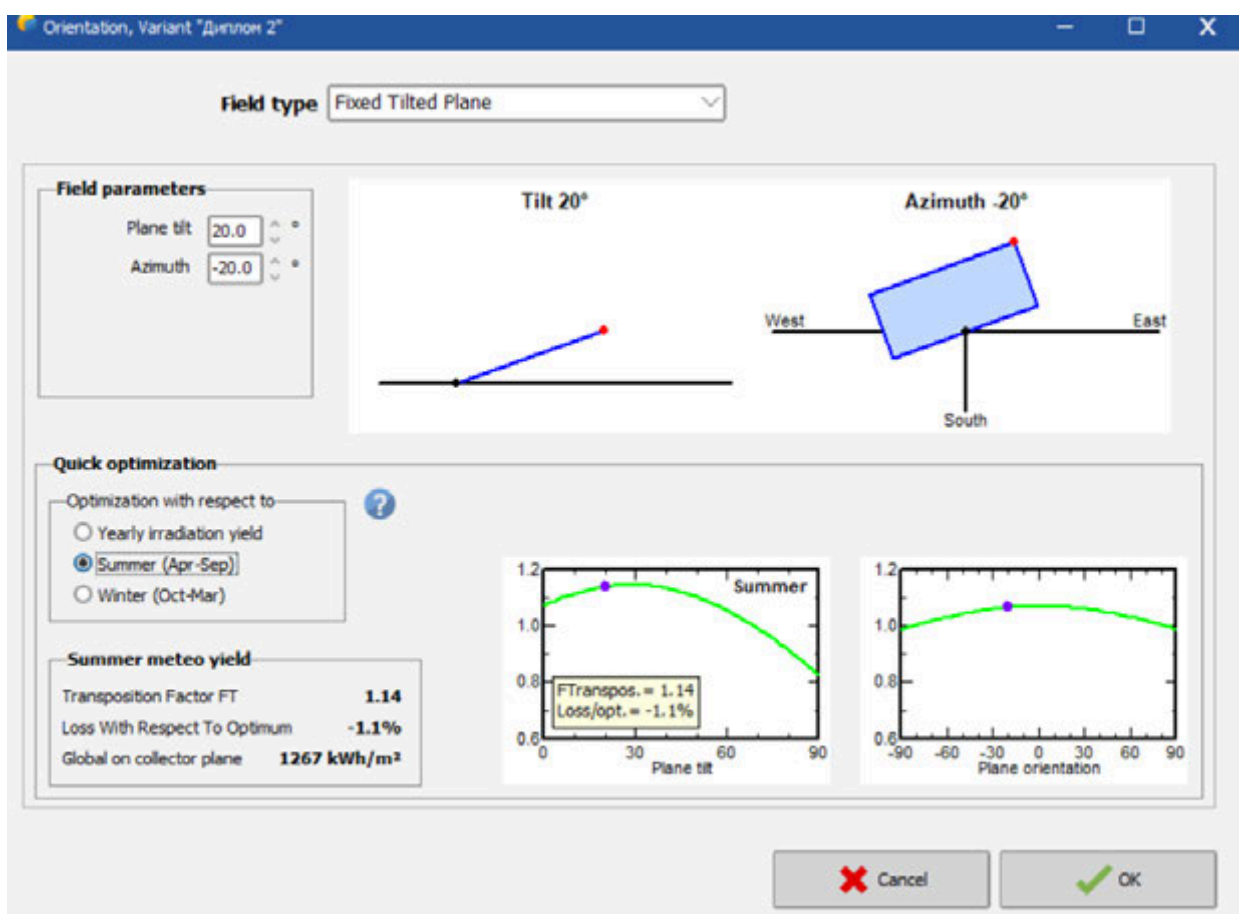 Orientation, Variant "Диплом 2"
Field type Fixed Tilted Plane
Field parameters
Plane tilt 20.0 °
Azimuth -20.0 °
Tilt 20°
Azimuth -20°
West East
South
Quick optimization
Optimization with respect to
Yearly irradiation yield
Summer (Apr-Sep)
Winter (Oct-Mar)
?
Summer meteo yield
Transposition Factor FT 1.14
Loss With Respect To Optimum -1.1%
Global on collector plane 1267 kWh/m²
1.2
Summer
1.0
0.8
FTranspos.= 1.14
Loss/opt.= -1.1%
0.6
0 30 60 90
Plane tilt
1.2
1.0
0.8
0.6
-90 -60 -30 0 30 60 90
Plane orientation
Cancel OK